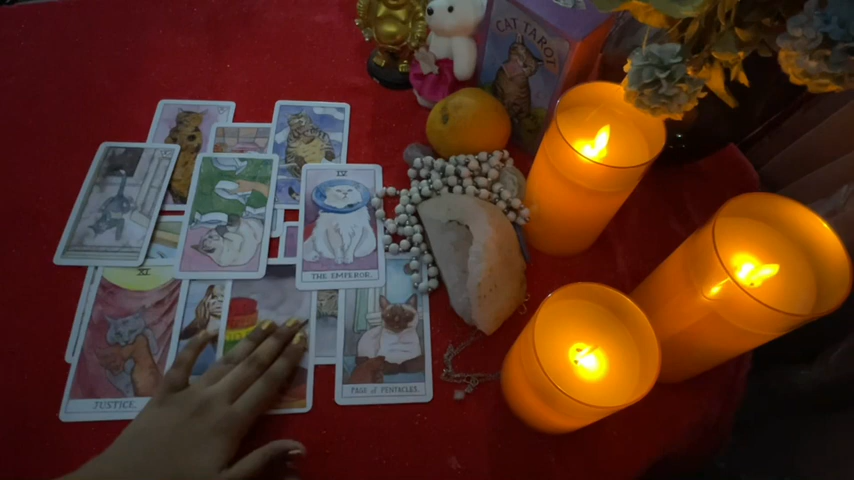 CAT TAROT
IV
THE EMPEROR.
XI
JUSTICE.
PAGE of PENTACLES.